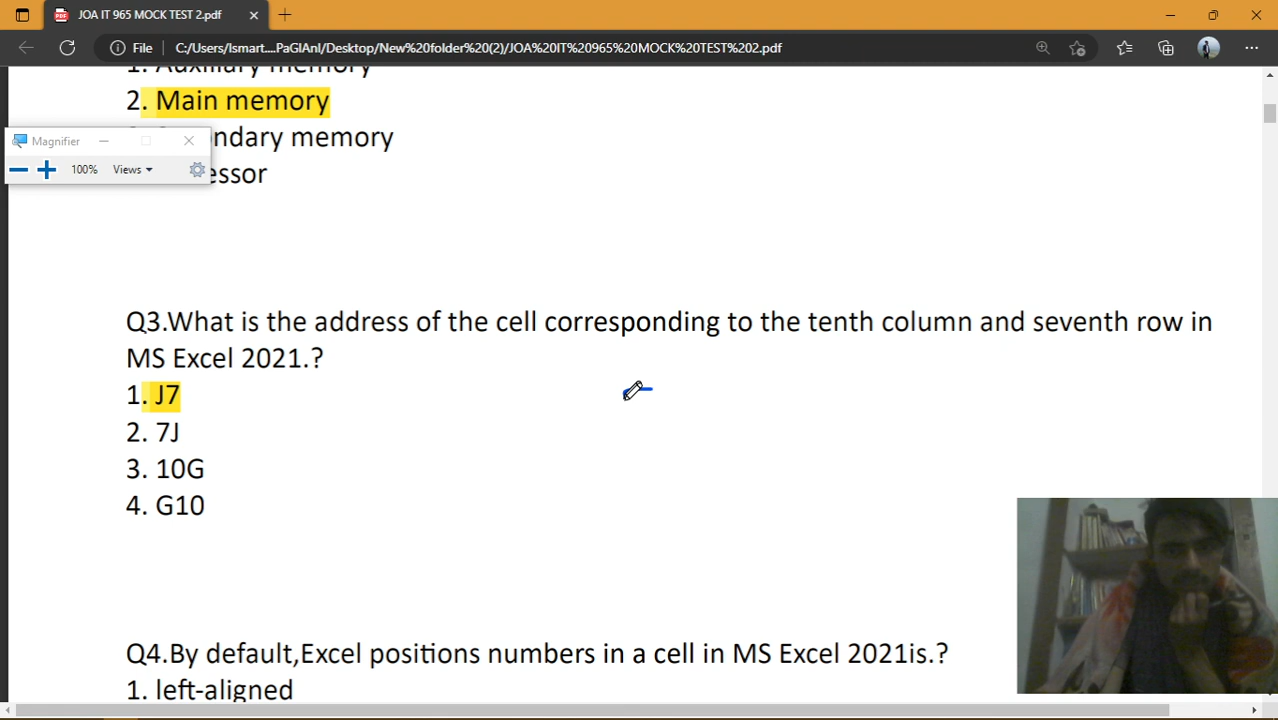 JOA IT 965 MOCK TEST 2.pdf
File C:/Users/Ismart....PaGlAnI/Desktop/New%20folder%20(2)/JOA%20IT%20965%20MOCK%20TEST%202.pdf
2. Main memory
memory
Magnifier
100% Views
Q3.What is the address of the cell corresponding to the tenth column and seventh row in
MS Excel 2021.?
1. J7
2. 7J
3. 10G
4. G10
Q4.By default,Excel positions numbers in a cell in MS Excel 2021is.?
1. left-aligned